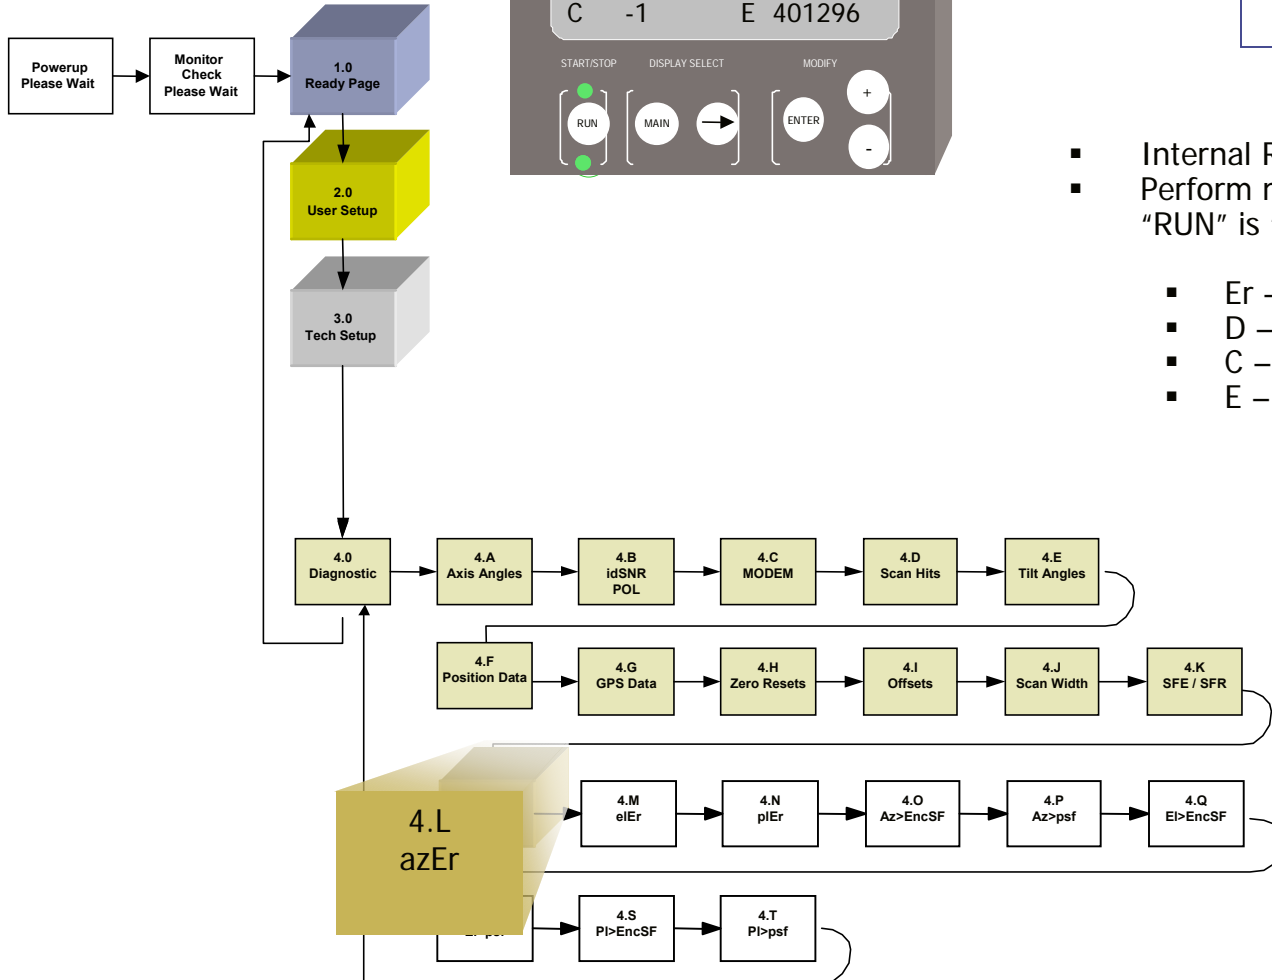 C -1 E 401296
START/STOP DISPLAY SELECT MODIFY
RUN MAIN ENTER + -
Powerup
Please Wait
Monitor
Check
Please Wait
1.0
Ready Page
2.0
User Setup
3.0
Tech Setup
▪ Internal
▪ Perform
“RUN” is
▪ Er –
▪ D –
▪ C –
▪ E –
4.0
Diagnostic
4.A
Axis Angles
4.B
idSNR
POL
4.C
MODEM
4.D
Scan Hits
4.E
Tilt Angles
4.F
Position Data
4.G
GPS Data
4.H
Zero Resets
4.I
Offsets
4.J
Scan Width
4.K
SFE / SFR
4.L
azEr
4.M
elEr
4.N
plEr
4.O
Az>EncSF
4.P
Az>psf
4.Q
El>EncSF
4.S
Pl>EncSF
4.T
Pl>psf